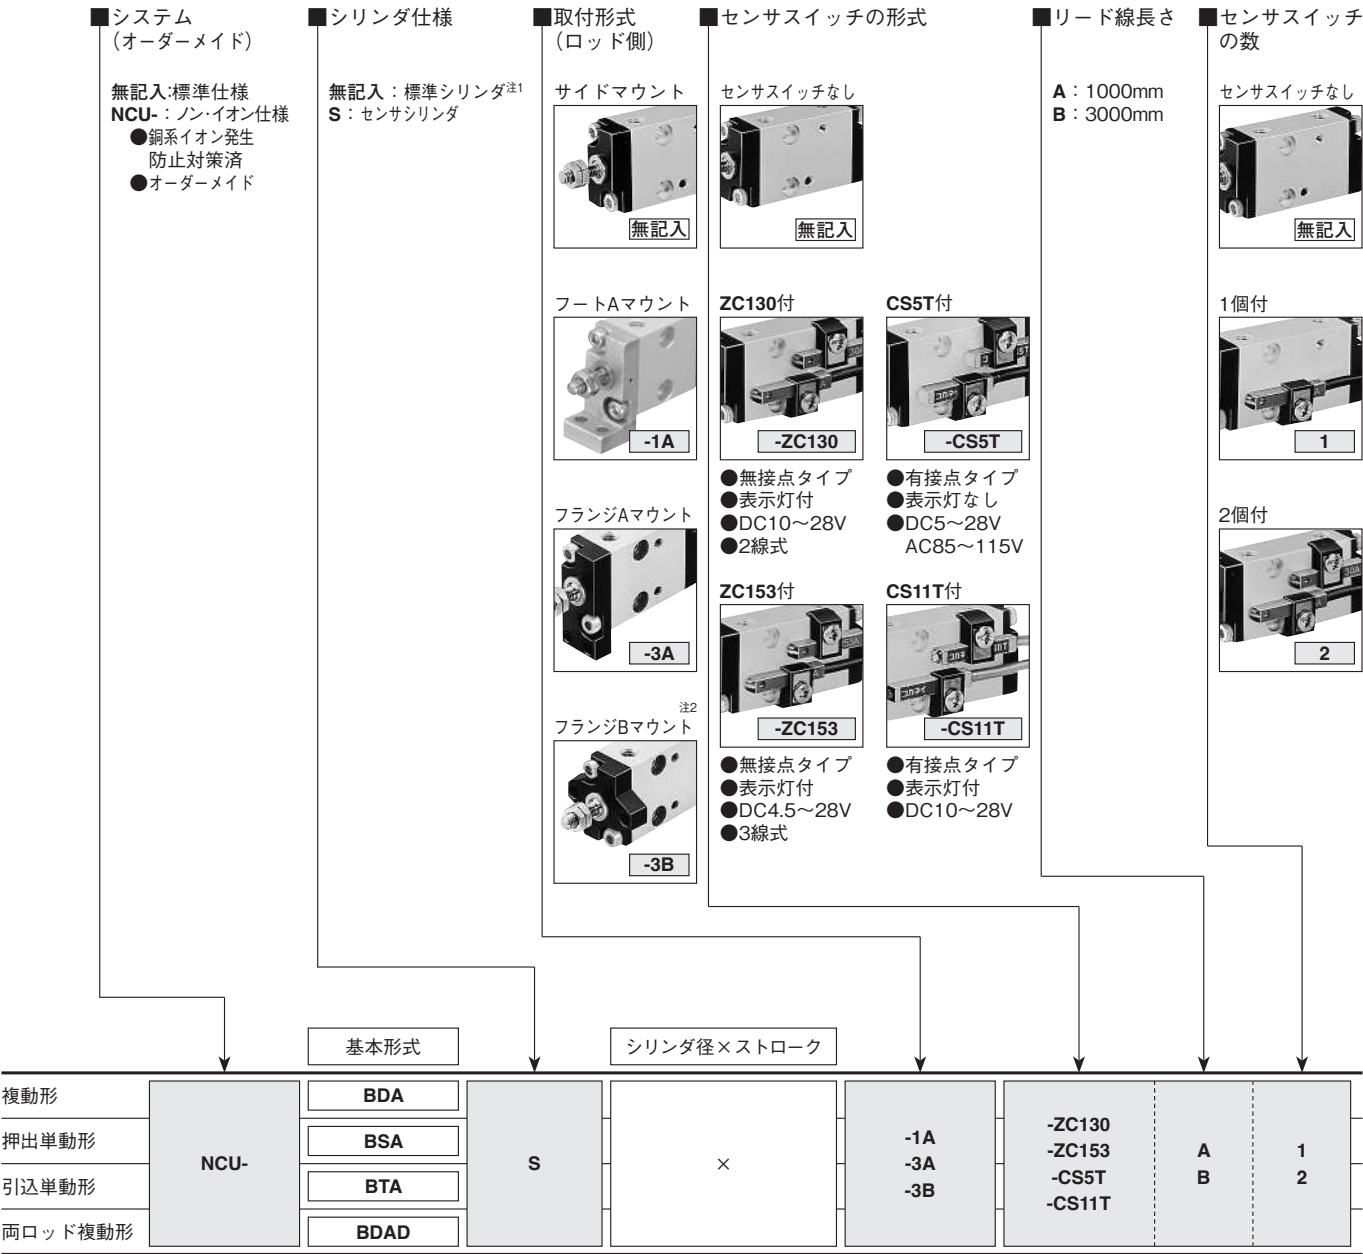 ■システム
（オーダーメイド）
無記入:標準仕様
NCU-：ノン・イオン仕様
●銅系イオン発生
防止対策済
●オーダーメイド
■シリンダ仕様
無記入：標準シリンダ注1
S：センサシリンダ
■取付形式
（ロッド側）
サイドマウント
無記入
フートAマウント
-1A
フランジAマウント
-3A
注2
フランジBマウント
-3B
■センサスイッチの形式
センサスイッチなし
無記入
ZC130付
-ZC130
●無接点タイプ
●表示灯付
●DC10〜28V
●2線式
CS5T付
-CS5T
●有接点タイプ
●表示灯なし
●DC5〜28V
AC85〜115V
ZC153付
-ZC153
●無接点タイプ
●表示灯付
●DC4.5〜28V
●3線式
CS11T付
-CS11T
●有接点タイプ
●表示灯付
●DC10〜28V
■リード線長さ
A：1000mm
B：3000mm
■センサスイッチ
の数
センサスイッチなし
無記入
1個付
1
2個付
2
基本形式
シリンダ径×ストローク
複動形
押出単動形
引込単動形
両ロッド複動形
NCU-
BDA
BSA
BTA
BDAD
S
×
-1A
-3A
-3B
-ZC130
-ZC153
-CS5T
-CS11T
A
B
1
2